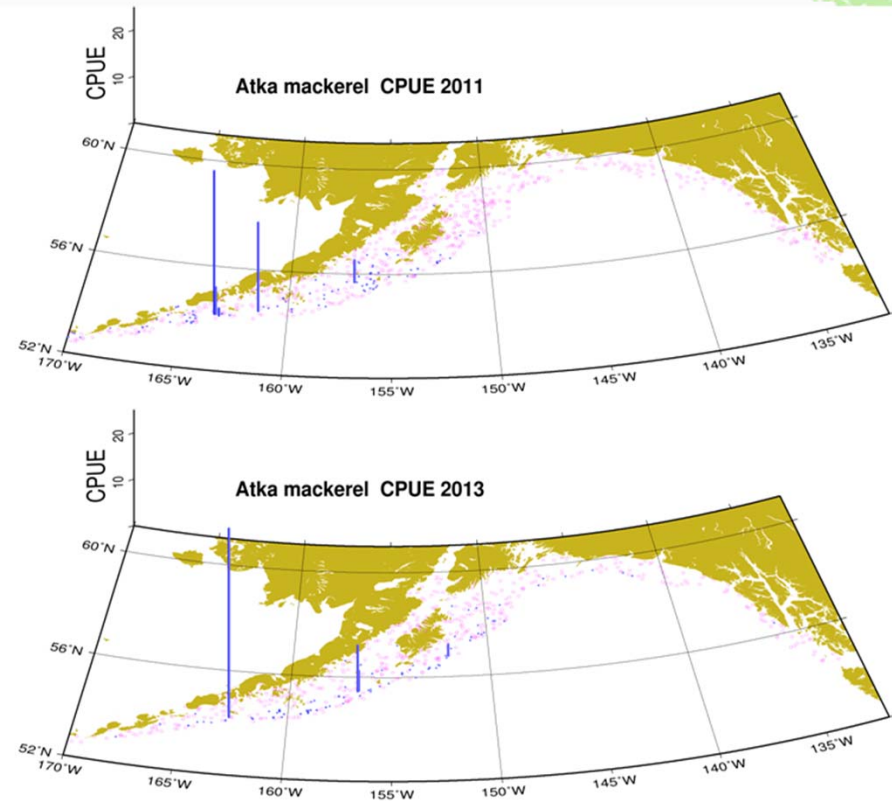 CPUE
20
10
Atka mackerel CPUE 2011
60°N
56°N
52°N
170°W
165°W
160°W
155°W
150°W
145°W
140°W
135°W
CPUE
20
10
Atka mackerel CPUE 2013
60°N
56°N
52°N
170°W
165°W
160°W
155°W
150°W
145°W
140°W
135°W